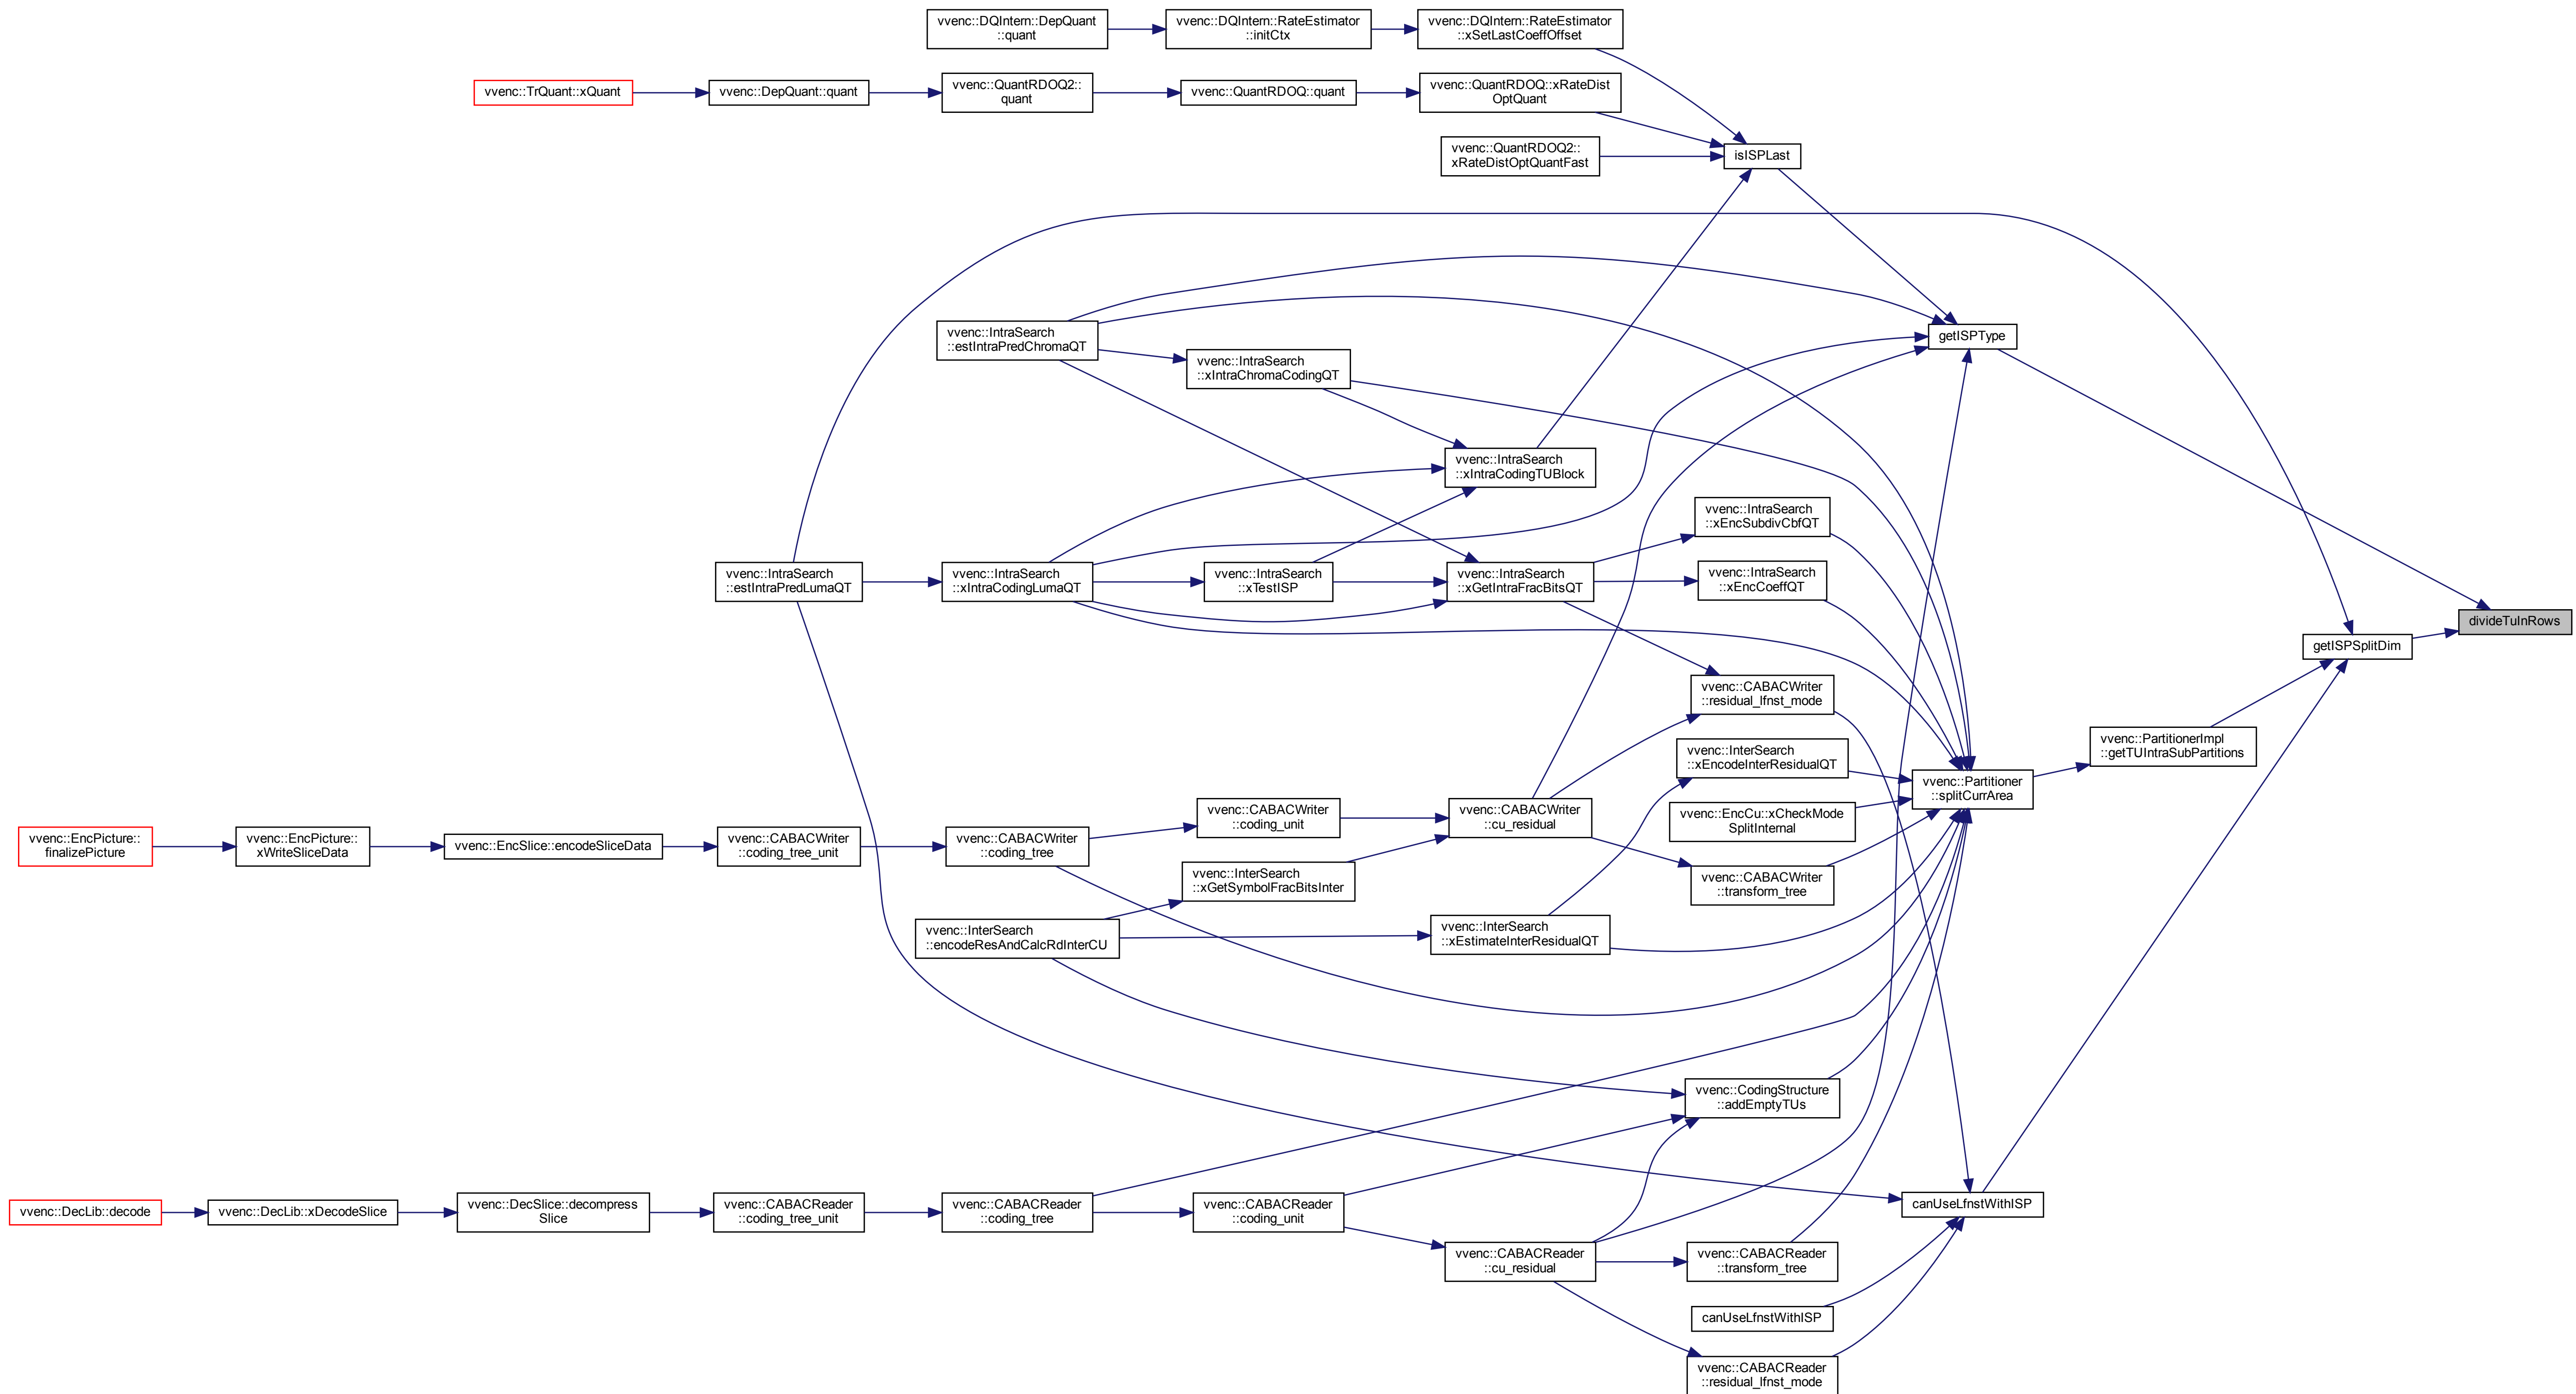 vvenc::DQIntern::DepQuant
::quant
vvenc::DQIntern::RateEstimator
::initCtx
vvenc::DQIntern::RateEstimator
::xSetLastCoeffOffset
vvenc::TrQuant::xQuant
vvenc::DepQuant::quant
vvenc::QuantRDOQ2::
quant
vvenc::QuantRDOQ::quant
vvenc::QuantRDOQ::xRateDist
OptQuant
vvenc::QuantRDOQ2::
xRateDistOptQuantFast
isISPLast
vvenc::IntraSearch
::estIntraPredChromaQT
vvenc::IntraSearch
::xIntraChromaCodingQT
getISPType
vvenc::IntraSearch
::xIntraCodingTUBlock
vvenc::IntraSearch
::xEncSubdivCbfQT
vvenc::IntraSearch
::estIntraPredLumaQT
vvenc::IntraSearch
::xIntraCodingLumaQT
vvenc::IntraSearch
::xTestISP
vvenc::IntraSearch
::xGetIntraFracBitsQT
vvenc::IntraSearch
::xEncCoeffQT
divideTuInRows
getISPSplitDim
vvenc::CABACWriter
::residual_lfnst_mode
vvenc::InterSearch
::xEncodeInterResidualQT
vvenc::PartitionerImpl
::getTUIntraSubPartitions
vvenc::Partitioner
::splitCurrArea
vvenc::EncCu::xCheckMode
SplitInternal
vvenc::EncPicture::
finalizePicture
vvenc::EncPicture::
xWriteSliceData
vvenc::EncSlice::encodeSliceData
vvenc::CABACWriter
::coding_tree_unit
vvenc::CABACWriter
::coding_tree
vvenc::CABACWriter
::coding_unit
vvenc::CABACWriter
::cu_residual
vvenc::InterSearch
::xGetSymbolFracBitsInter
vvenc::CABACWriter
::transform_tree
vvenc::InterSearch
::encodeResAndCalcRdInterCU
vvenc::InterSearch
::xEstimateInterResidualQT
vvenc::CodingStructure
::addEmptyTUs
vvenc::DecLib::decode
vvenc::DecLib::xDecodeSlice
vvenc::DecSlice::decompress
Slice
vvenc::CABACReader
::coding_tree_unit
vvenc::CABACReader
::coding_tree
vvenc::CABACReader
::coding_unit
canUseLfnstWithISP
vvenc::CABACReader
::cu_residual
vvenc::CABACReader
::transform_tree
canUseLfnstWithISP
vvenc::CABACReader
::residual_lfnst_mode